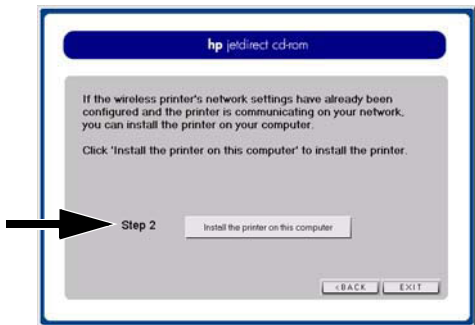 hp jetdirect cd-rom
If the wireless printer's network settings have already been
configured and the printer is communicating on your network,
you can install the printer on your computer.
Click 'Install the printer on this computer' to install the printer.
Step 2
Install the printer on this computer
<BACK
EXIT